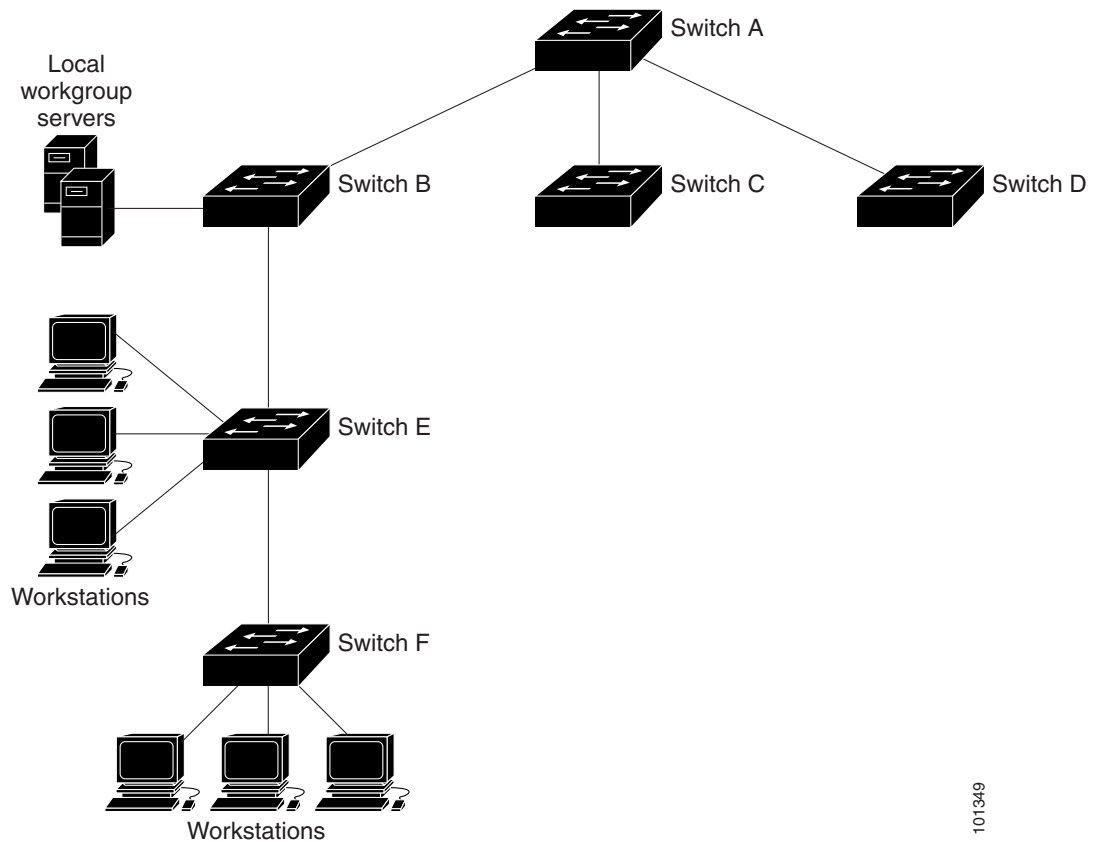 Switch A
Local
workgroup
servers
Switch B
Switch C
Switch D
Switch E
Workstations
Switch F
Workstations
101349